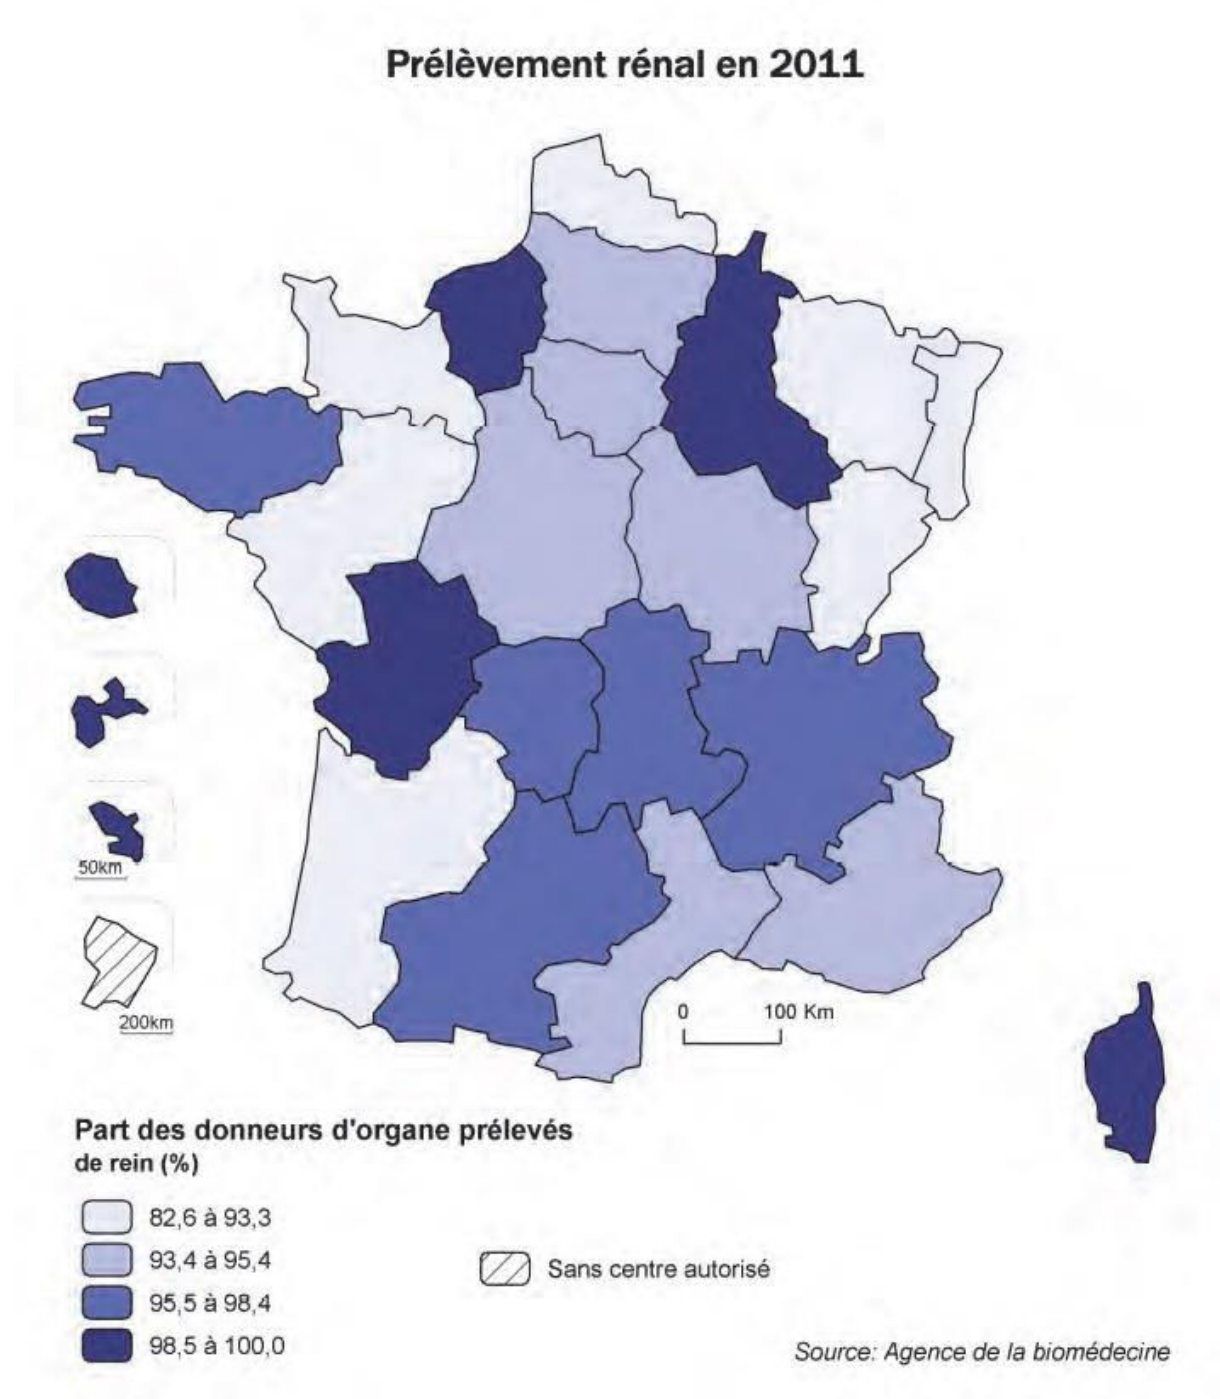 Prélèvement rénal en 2011
50km
200km
0 100 Km
Part des donneurs d'organe prélevés
de rein (%)
82,6 à 93,3
93,4 à 95,4
95,5 à 98,4
98,5 à 100,0
Sans centre autorisé
Source: Agence de la biomédecine